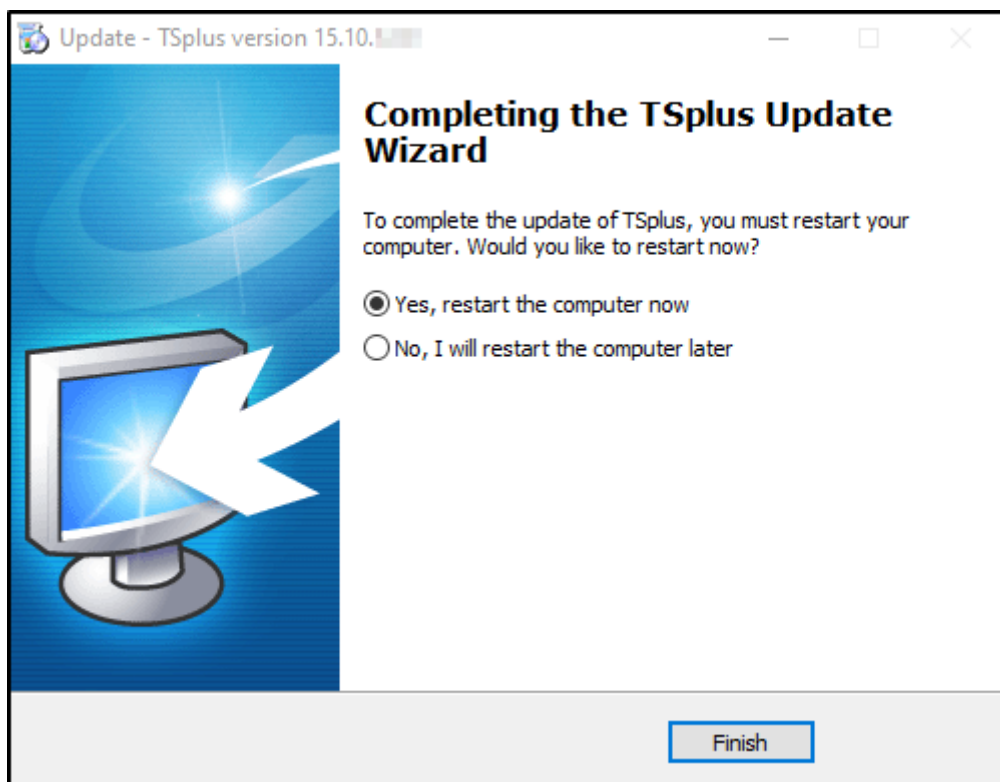 Update - TSplus version 15.10.
Completing the TSplus Update
Wizard
To complete the update of TSplus, you must restart your
computer. Would you like to restart now?
Yes, restart the computer now
No, I will restart the computer later
Finish